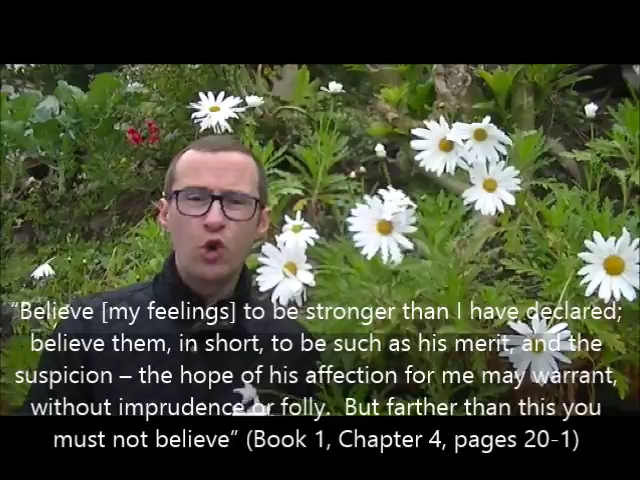 “Believe [my feelings] to be stronger than I have declared;
believe them, in short, to be such as his merit, and the
suspicion – the hope of his affection for me may warrant,
without imprudence or folly.  But farther than this you
must not believe” (Book 1, Chapter 4, pages 20-1)